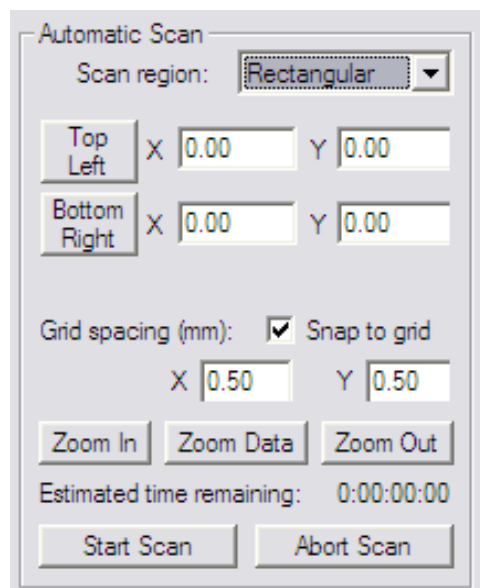 Automatic Scan
Scan region: Rectangular
Top Left X 0.00 Y 0.00
Bottom Right X 0.00 Y 0.00
Grid spacing (mm): Snap to grid
X 0.50 Y 0.50
Zoom In Zoom Data Zoom Out
Estimated time remaining: 0:00:00:00
Start Scan Abort Scan